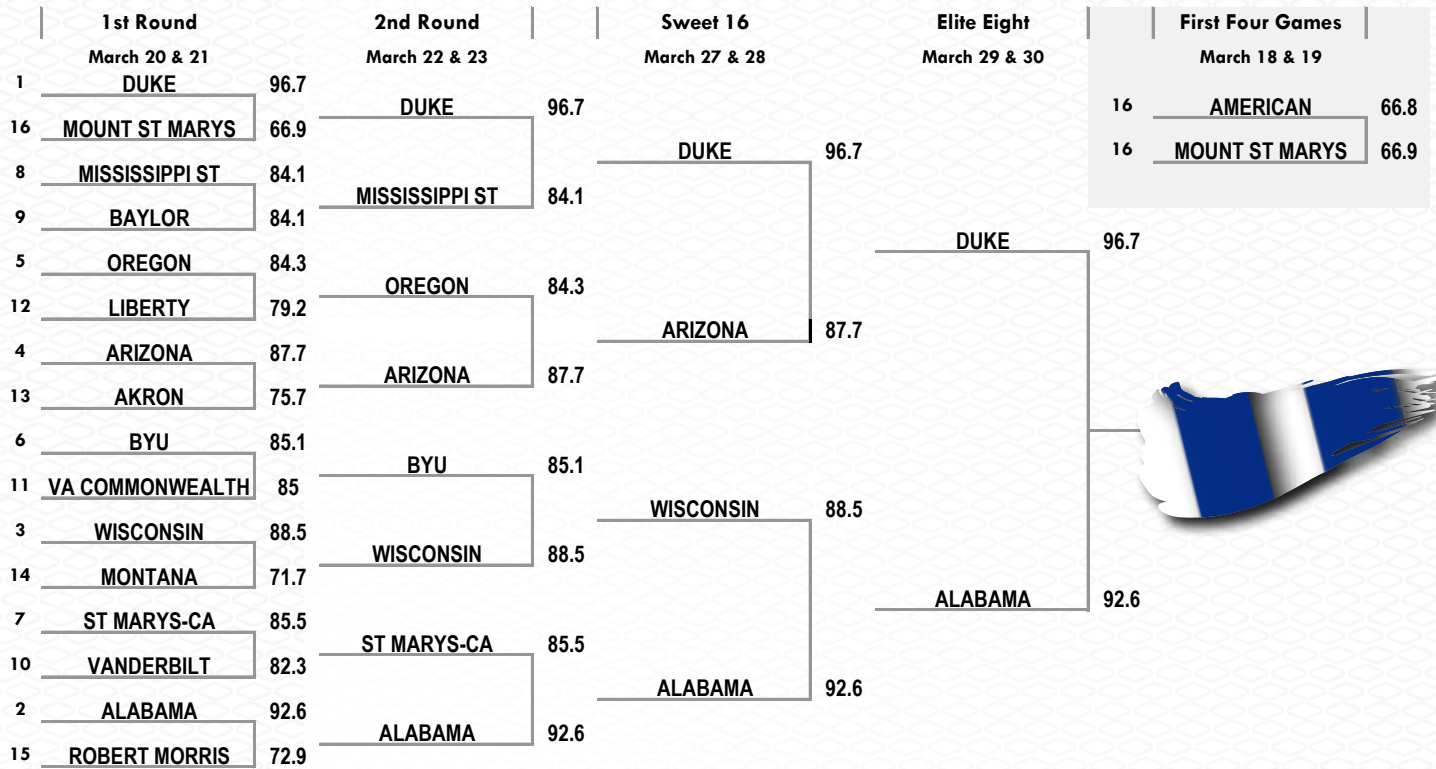 1st Round 2nd Round Sweet 16 Elite Eight First Four Games
March 20 & 21 March 22 & 23 March 27 & 28 March 29 & 30 March 18 & 19
1 DUKE 96.7
16 MOUNT ST MARYS 66.9
8 MISSISSIPPI ST 84.1
9 BAYLOR 84.1
5 OREGON 84.3
12 LIBERTY 79.2
4 ARIZONA 87.7
13 AKRON 75.7
6 BYU 85.1
11 VA COMMONWEALTH 85
3 WISCONSIN 88.5
14 MONTANA 71.7
7 ST MARYS-CA 85.5
10 VANDERBILT 82.3
2 ALABAMA 92.6
15 ROBERT MORRIS 72.9
DUKE 96.7
MISSISSIPPI ST 84.1
OREGON 84.3
ARIZONA 87.7
BYU 85.1
WISCONSIN 88.5
ST MARYS-CA 85.5
ALABAMA 92.6
DUKE 96.7
ARIZONA 87.7
WISCONSIN 88.5
ALABAMA 92.6
DUKE 96.7
ALABAMA 92.6
16 AMERICAN 66.8
16 MOUNT ST MARYS 66.9